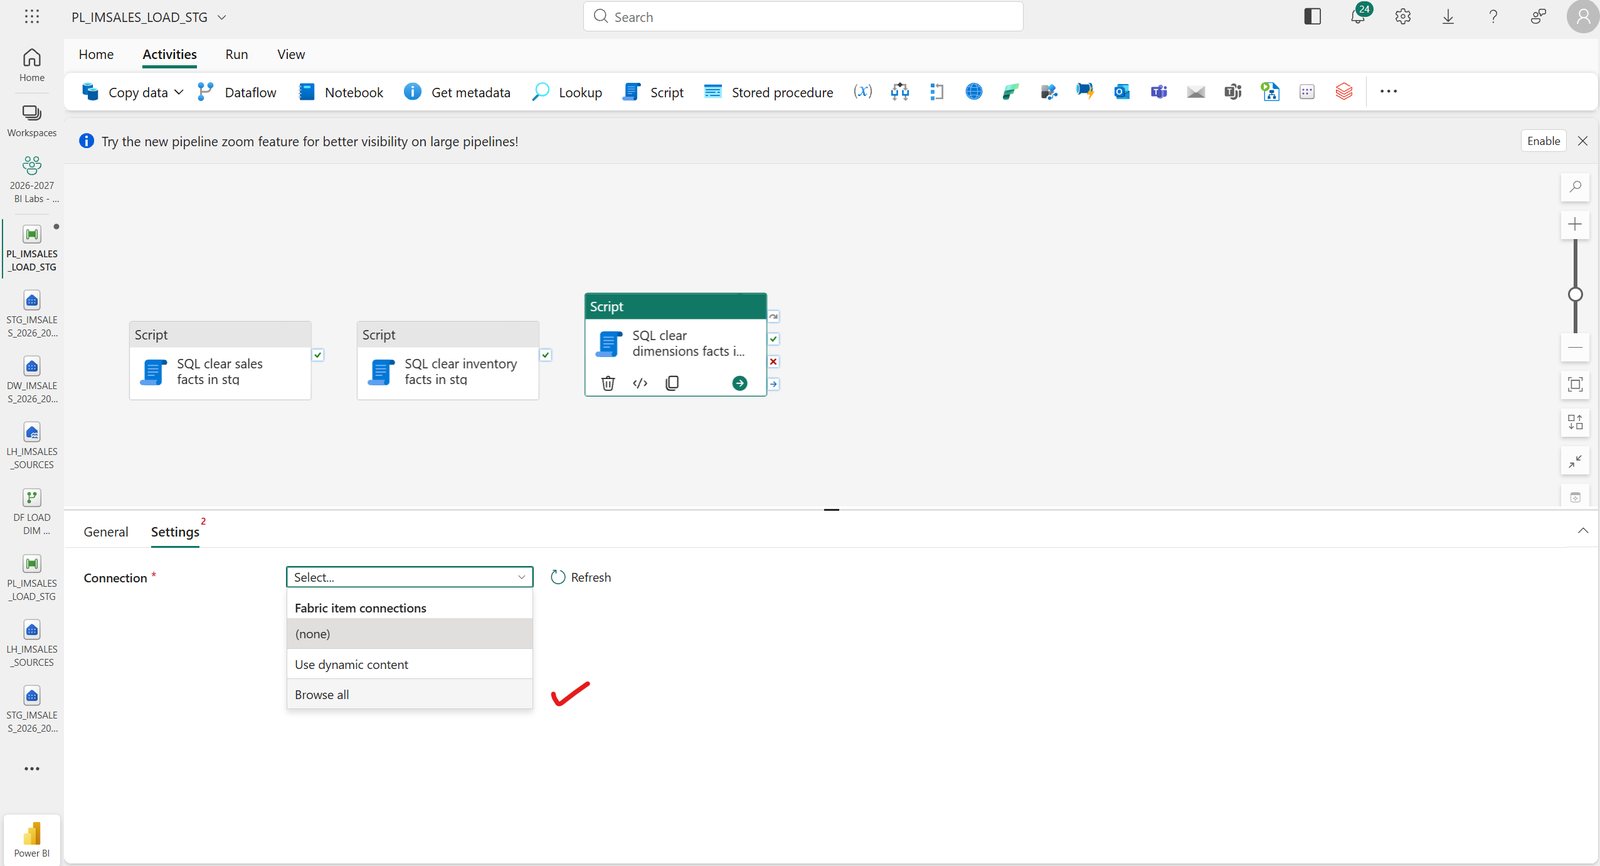 PL_IMSALES_LOAD_STG
Search
24
Home
Activities
Run
View
Home
Workspaces
2026-2027
BI Labs - ...
PL_IMSALES
_LOAD_STG
STG_IMSALE
S_2026_20...
DW_IMSALE
S_2026_20...
LH_IMSALES
_SOURCES
DF LOAD
DIM ...
PL_IMSALES
_LOAD_STG
LH_IMSALES
_SOURCES
STG_IMSALE
S_2026_20...
Power BI
Copy data
Dataflow
Notebook
Get metadata
Lookup
Script
Stored procedure
(x)
Try the new pipeline zoom feature for better visibility on large pipelines!
Enable
Script
SQL clear sales
facts in stg
Script
SQL clear inventory
facts in stg
Script
SQL clear
dimensions facts i...
General
Settings
2
Connection *
Select...
Refresh
Fabric item connections
(none)
Use dynamic content
Browse all